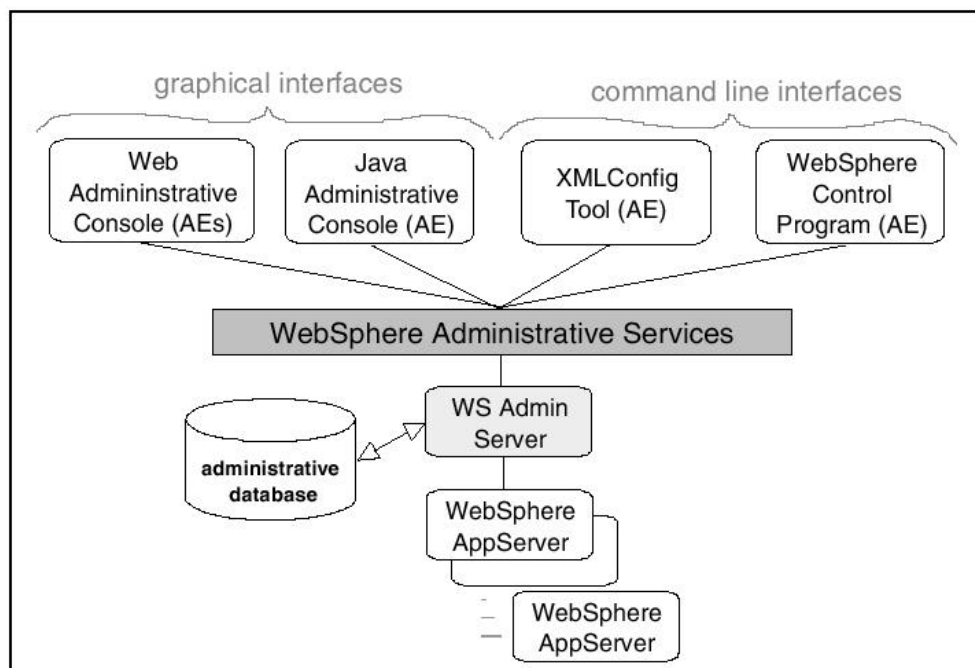 graphical interfaces
command line interfaces
Web
Admininstrative
Console (AEs)
Java
Administrative
Console (AE)
XMLConfig
Tool (AE)
WebSphere
Control
Program (AE)
WebSphere Administrative Services
WS Admin
Server
administrative
database
WebSphere
AppServer
WebSphere
AppServer